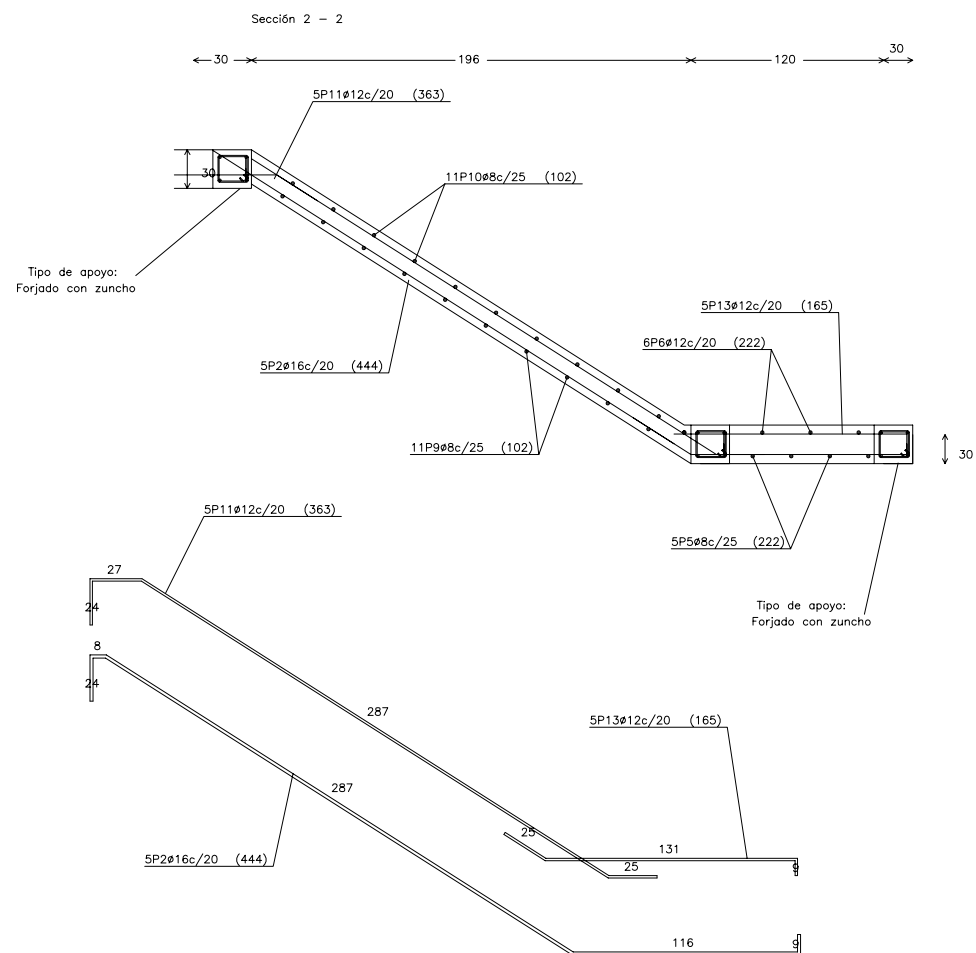 Sección 2 - 2
30
196
120
30
5P11ø12c/20 (363)
30
11P10ø8c/25 (102)
Tipo de apoyo:
Forjado con zuncho
5P13ø12c/20 (165)
6P6ø12c/20 (222)
5P2ø16c/20 (444)
11P9ø8c/25 (102)
30
5P11ø12c/20 (363)
5P5ø8c/25 (222)
27
24
Tipo de apoyo:
Forjado con zuncho
8
24
287
5P13ø12c/20 (165)
287
25
131
5P2ø16c/20 (444)
25
9
116
9